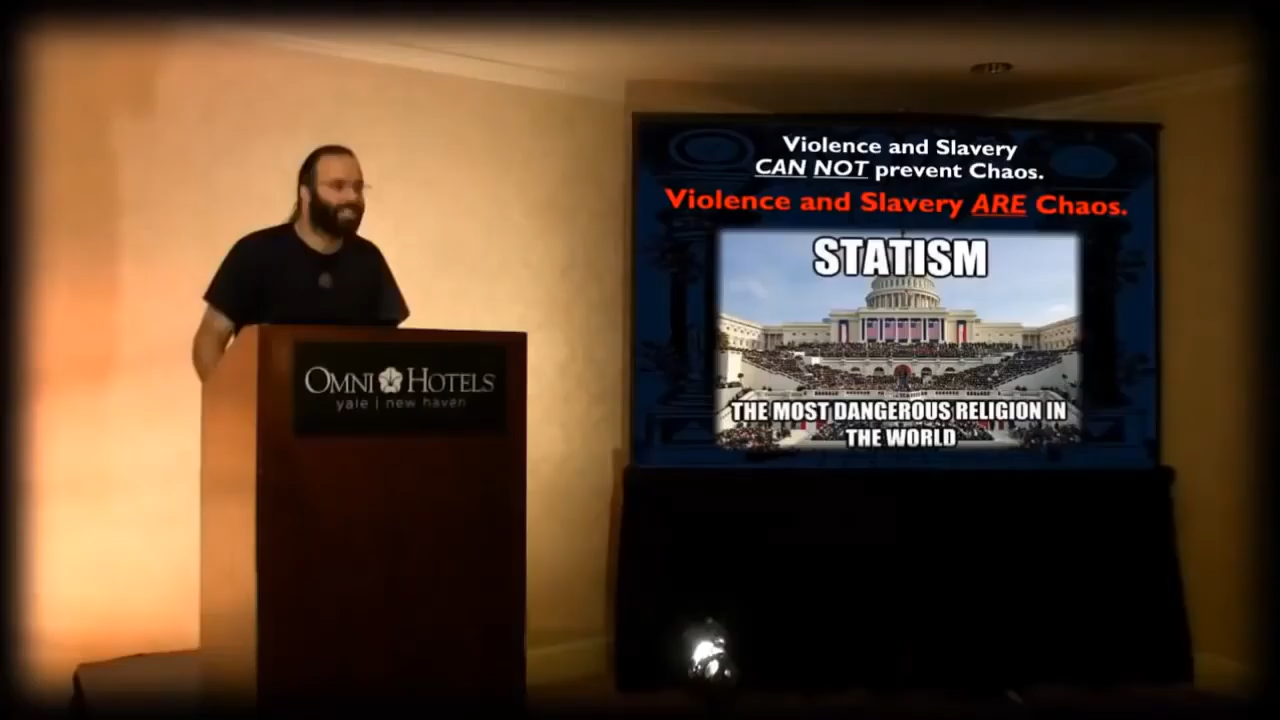 Violence and Slavery
CAN NOT prevent Chaos.
Violence and Slavery ARE Chaos.
STATISM
THE MOST DANGEROUS RELIGION IN
THE WORLD
OMNI HOTELS
yale | new haven